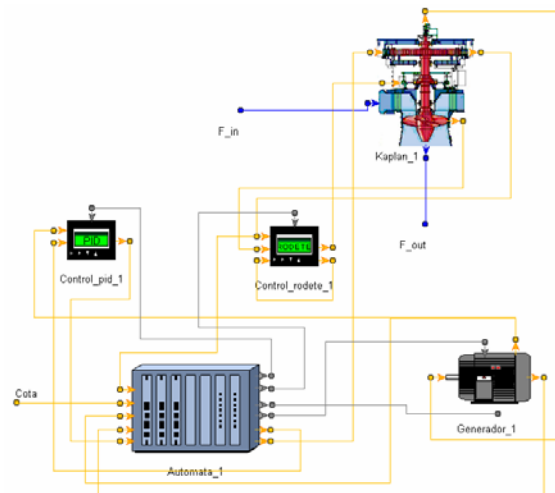 F_in
Kaplan_1
PID
RODETE
F_out
Control_pid_1
Control_rodete_1
Cota
Generador_1
Automata_1